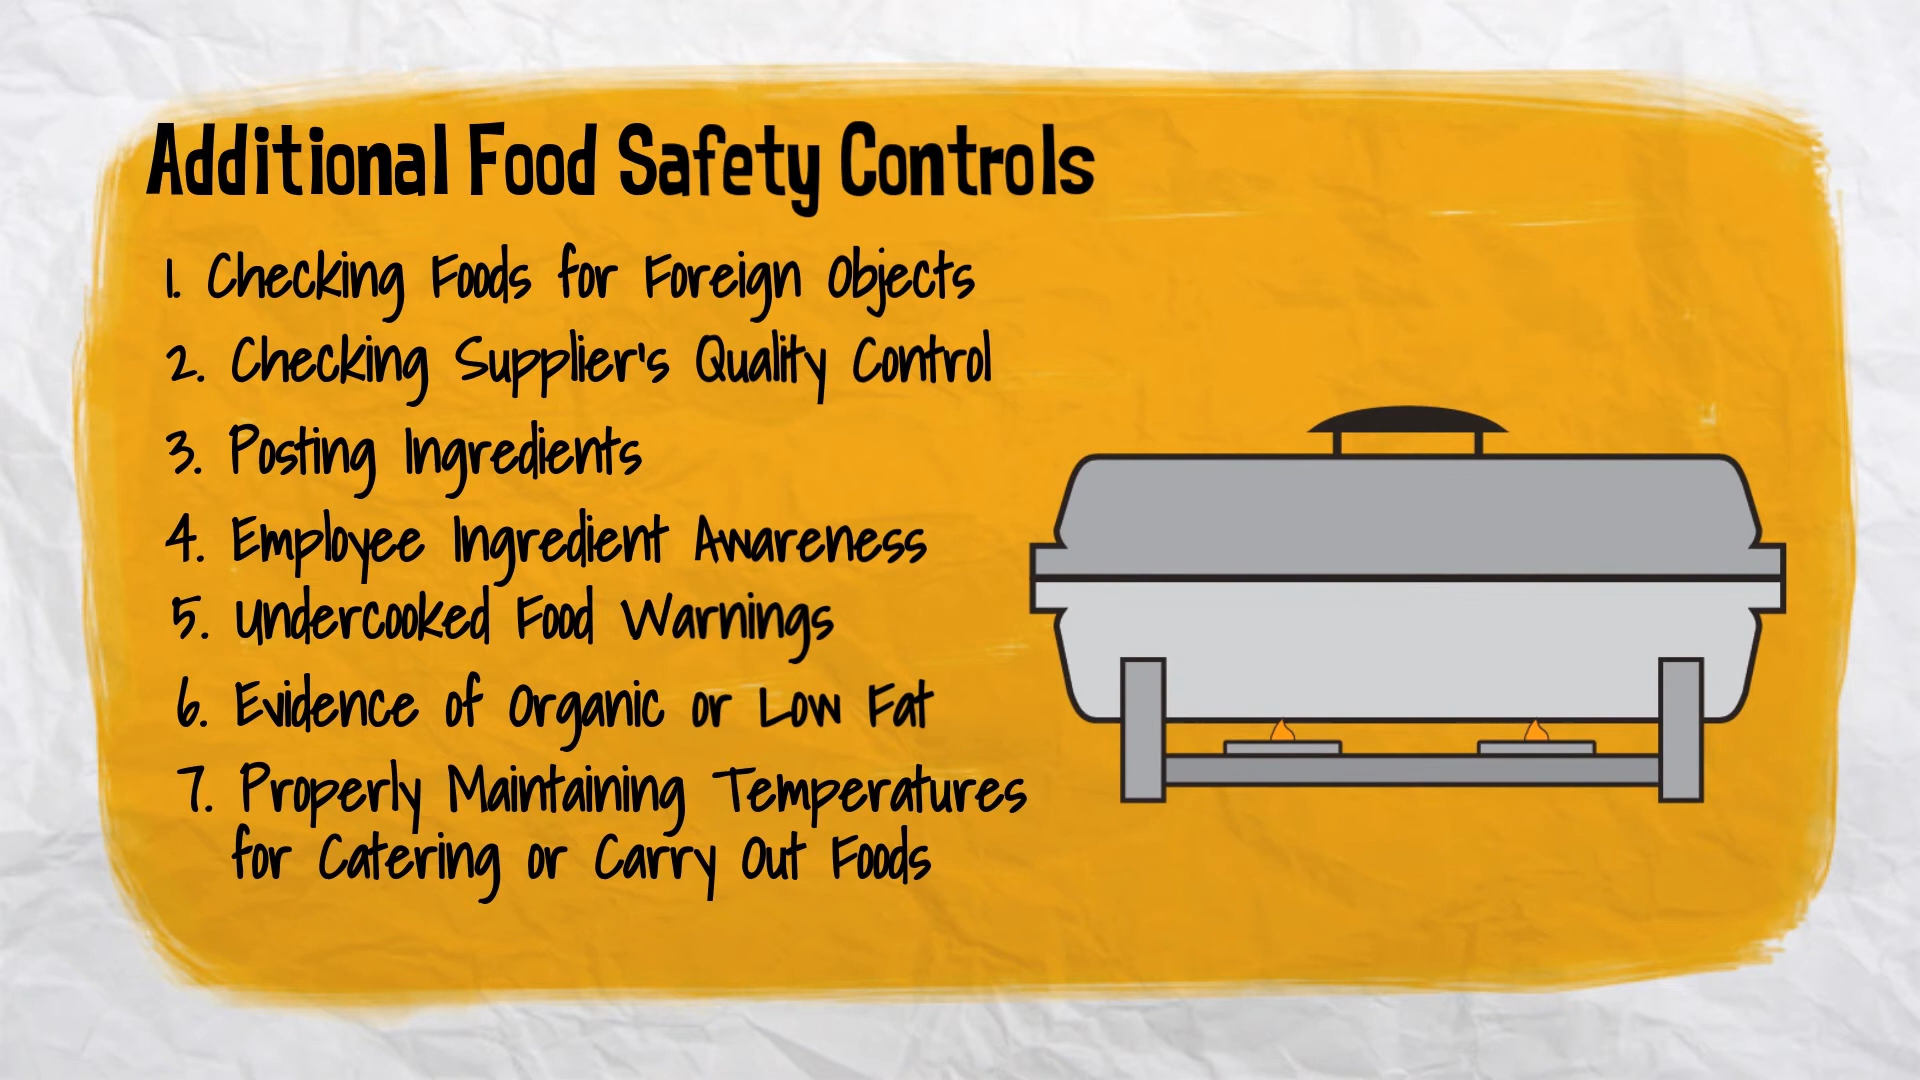 Additional Food Safety Controls
1. Checking Foods for Foreign Objects
2. Checking Supplier's Quality Control
3. Posting Ingredients
4. Employee Ingredient Awareness
5. Undercooked Food Warnings
6. Evidence of Organic or Low Fat
7. Properly Maintaining Temperatures
for Catering or Carry Out Foods